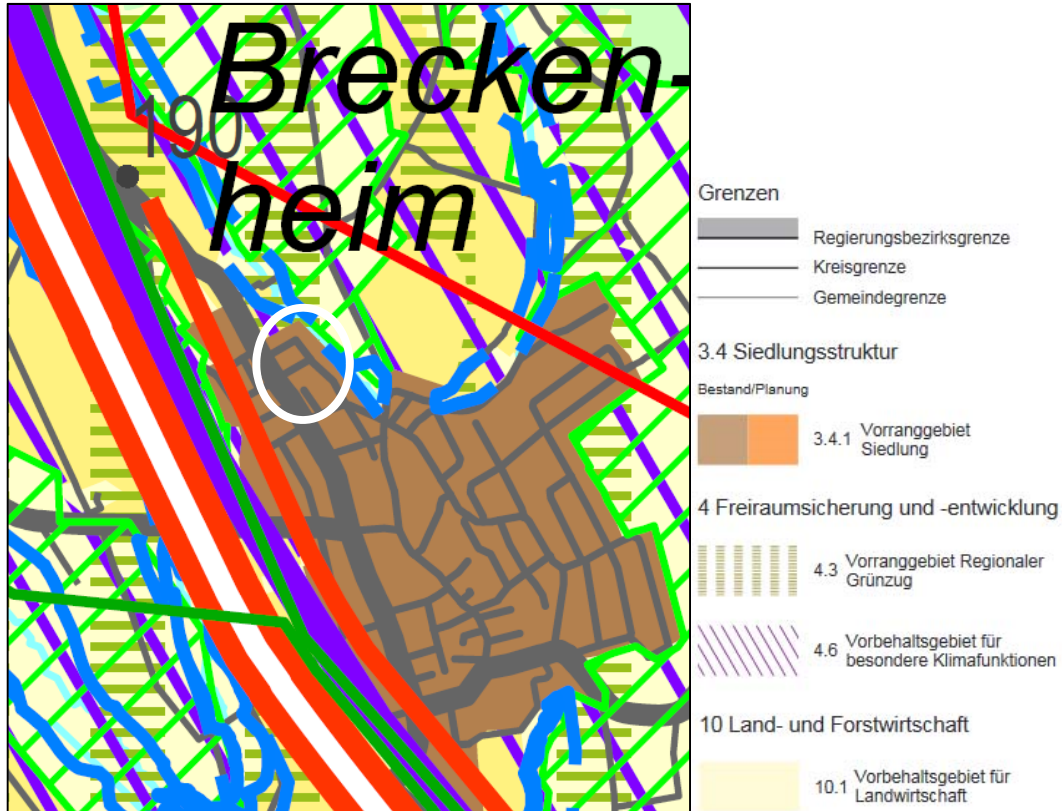 Brecken-
190
heim
Grenzen
Regierungsbezirksgrenze
Kreisgrenze
Gemeindegrenze
3.4 Siedlungsstruktur
Bestand/Planung
3.4.1 Vorranggebiet
Siedlung
4 Freiraumsicherung und -entwicklung
4.3 Vorranggebiet Regionaler
Grünzug
4.6 Vorbehaltsgebiet für
besondere Klimafunktionen
10 Land- und Forstwirtschaft
10.1 Vorbehaltsgebiet für
Landwirtschaft